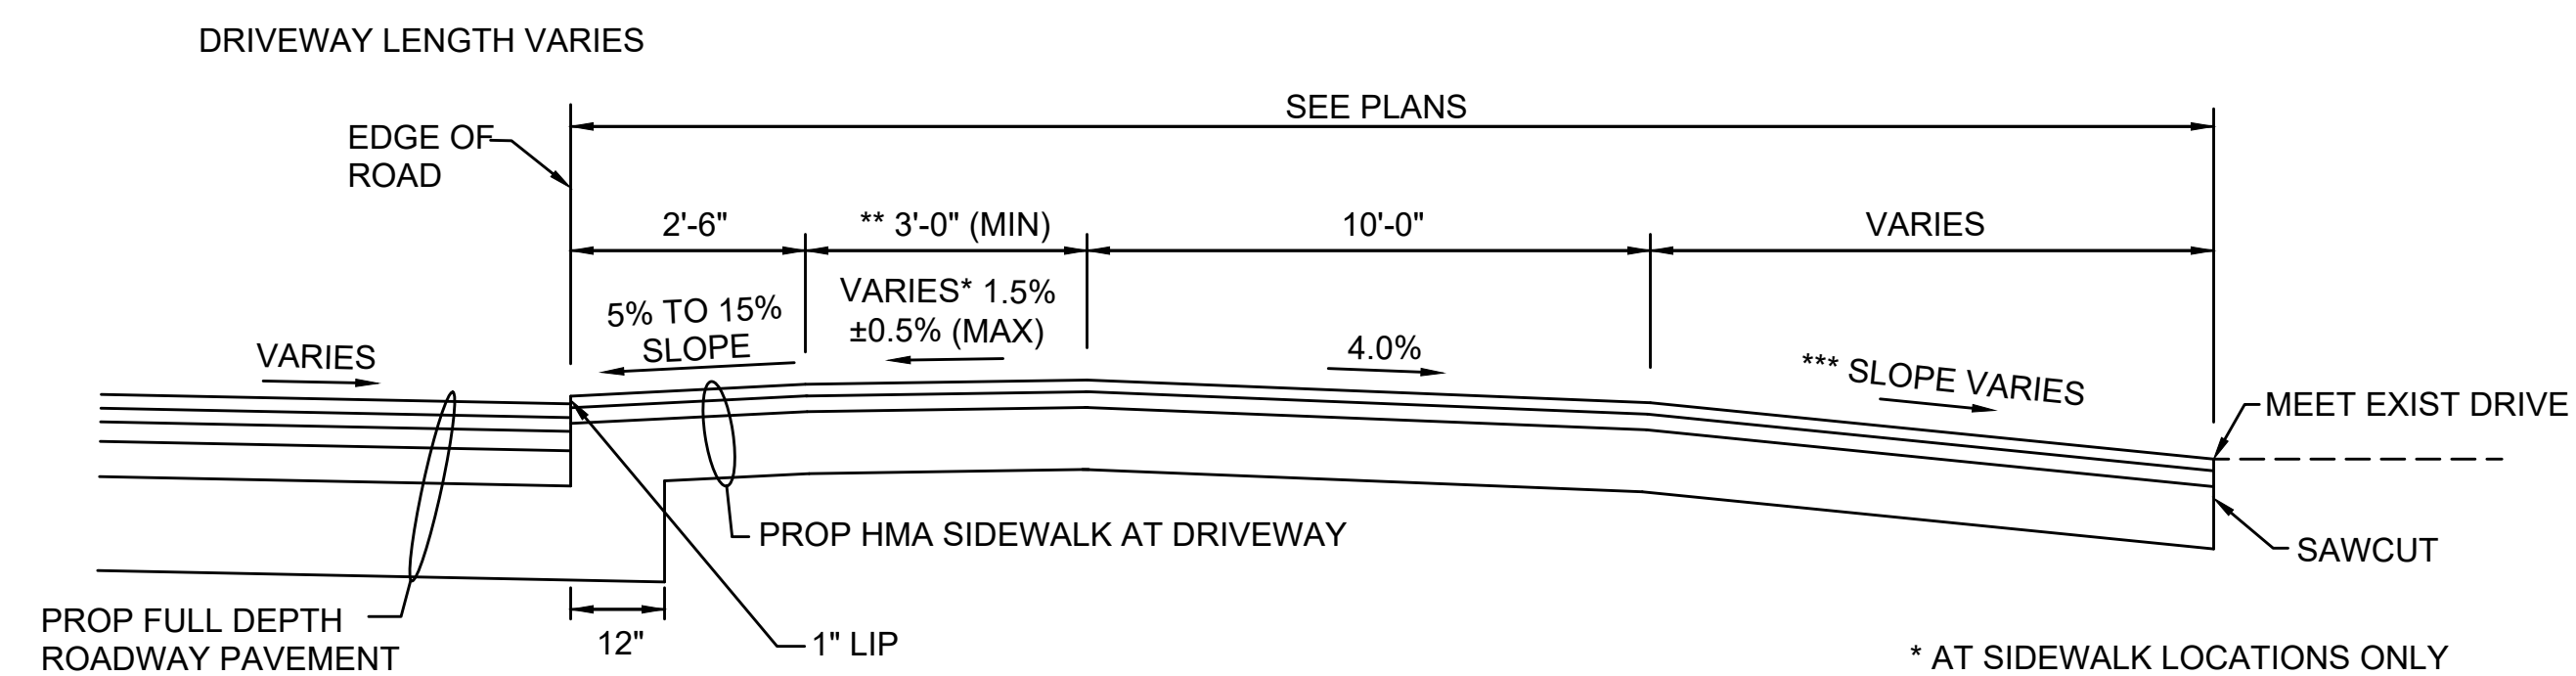 DRIVEWAY LENGTH VARIES
SEE PLANS
EDGE OF
ROAD
2'-6"
** 3'-0" (MIN)
10'-0"
VARIES
5% TO 15%
SLOPE
VARIES* 1.5%
±0.5% (MAX)
VARIES
4.0%
*** SLOPE VARIES
MEET EXIST DRIVE
PROP HMA SIDEWALK AT DRIVEWAY
SAWCUT
PROP FULL DEPTH
ROADWAY PAVEMENT
12"
1" LIP
* AT SIDEWALK LOCATIONS ONLY